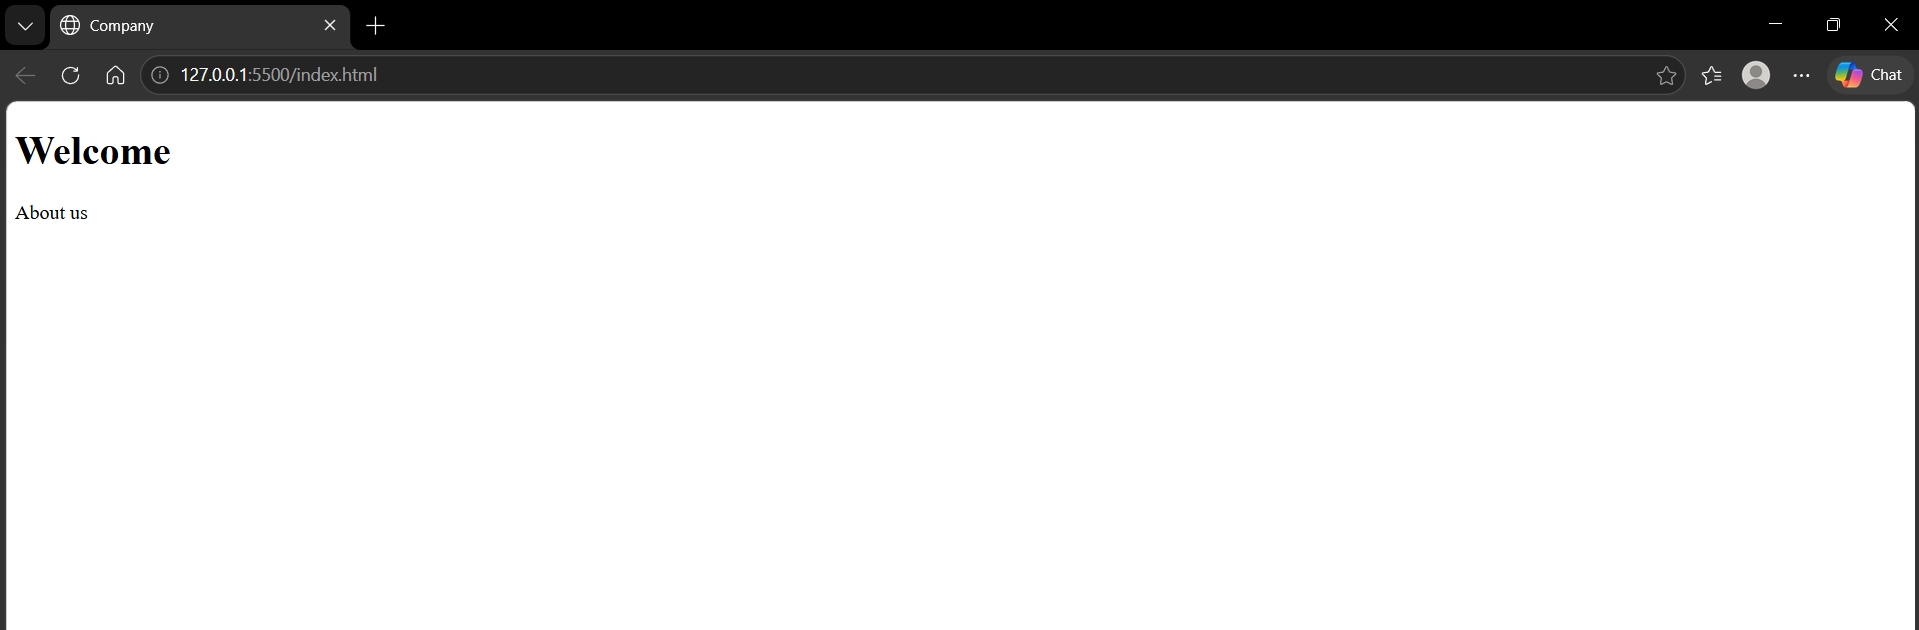 Company
127.0.0.1:5500/index.html
Chat
Welcome
About us